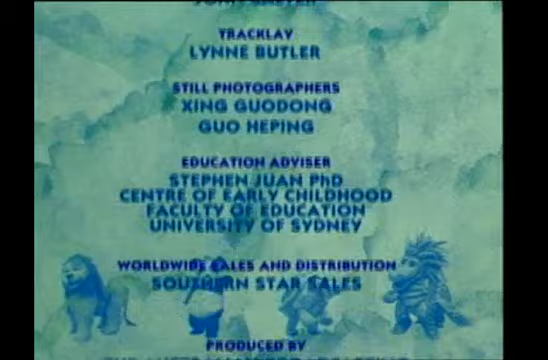 TRACKLAY
LYNNE BUTLER
STILL PHOTOGRAPHERS
XING GUODONG
GUO HEPING
EDUCATION ADVISER
STEPHEN JUAN PhD
CENTRE OF EARLY CHILDHOOD
FACULTY OF EDUCATION
UNIVERSITY OF SYDNEY
WORLDWIDE SALES AND DISTRIBUTION
SOUTHERN STAR SALES
PRODUCED BY